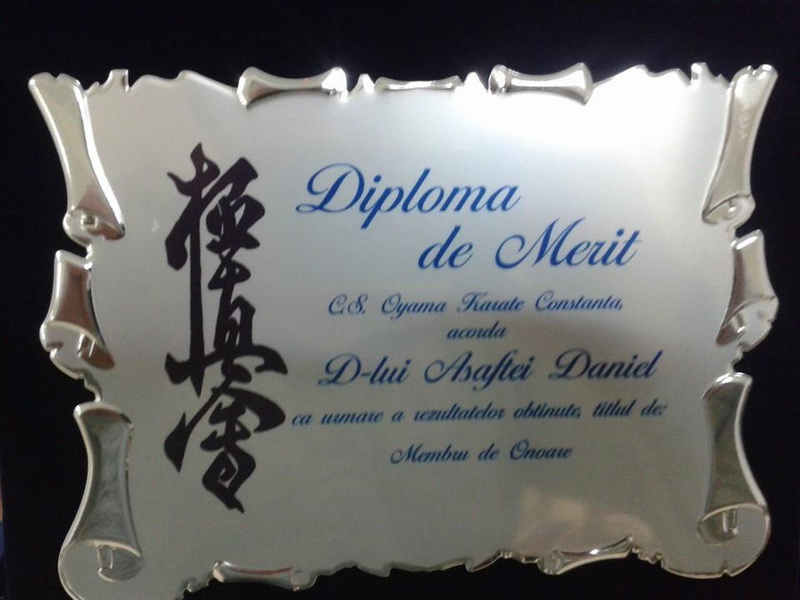 極真會
Diploma
de Merit
C.S. Oyama Karate Constanta,
acorda
D-lui Asaftei Daniel
ca urmare a rezultatelor obtinute, titlul de:
Membru de Onoare